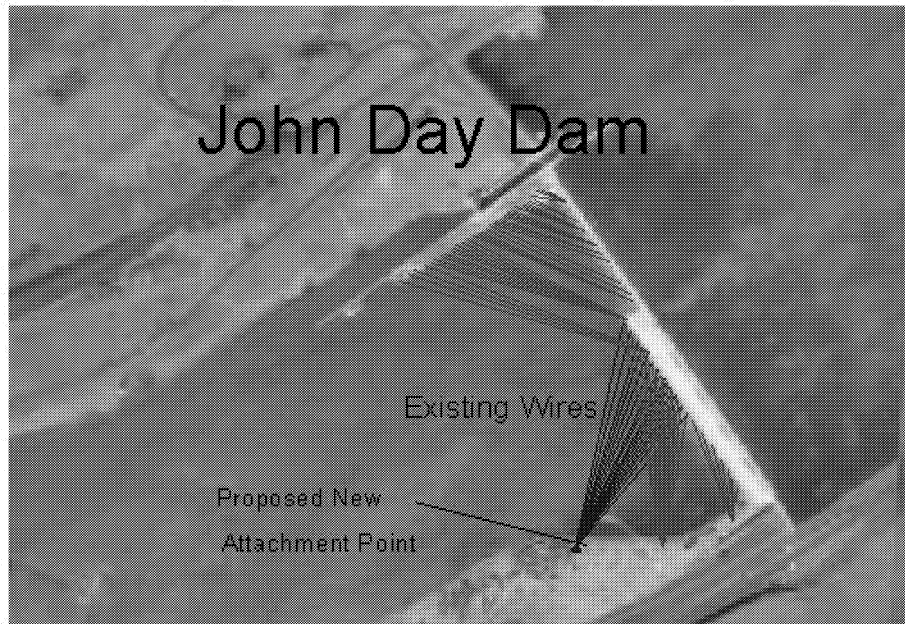 John Day Dam
Existing Wires
Proposed New
Attachment Point